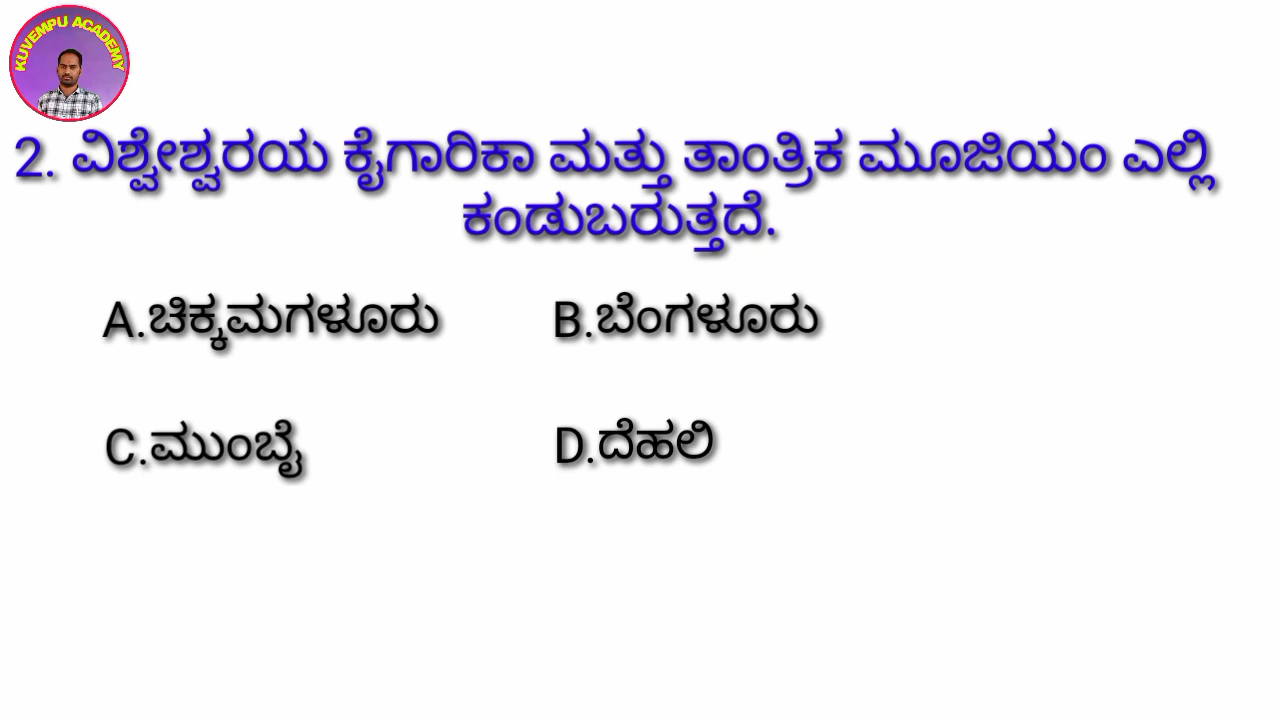 KUVEMPU ACADEMY
2. ವಿಶ್ವೇಶ್ವರಯ ಕೈಗಾರಿಕಾ ಮತ್ತು ತಾಂತ್ರಿಕ ಮೂಜಿಯಂ ಎಲ್ಲಿ
ಕಂಡುಬರುತ್ತದೆ.
A.ಚಿಕ್ಕಮಗಳೂರು B.ಬೆಂಗಳೂರು
C.ಮುಂಬೈ D.ದೆಹಲಿ